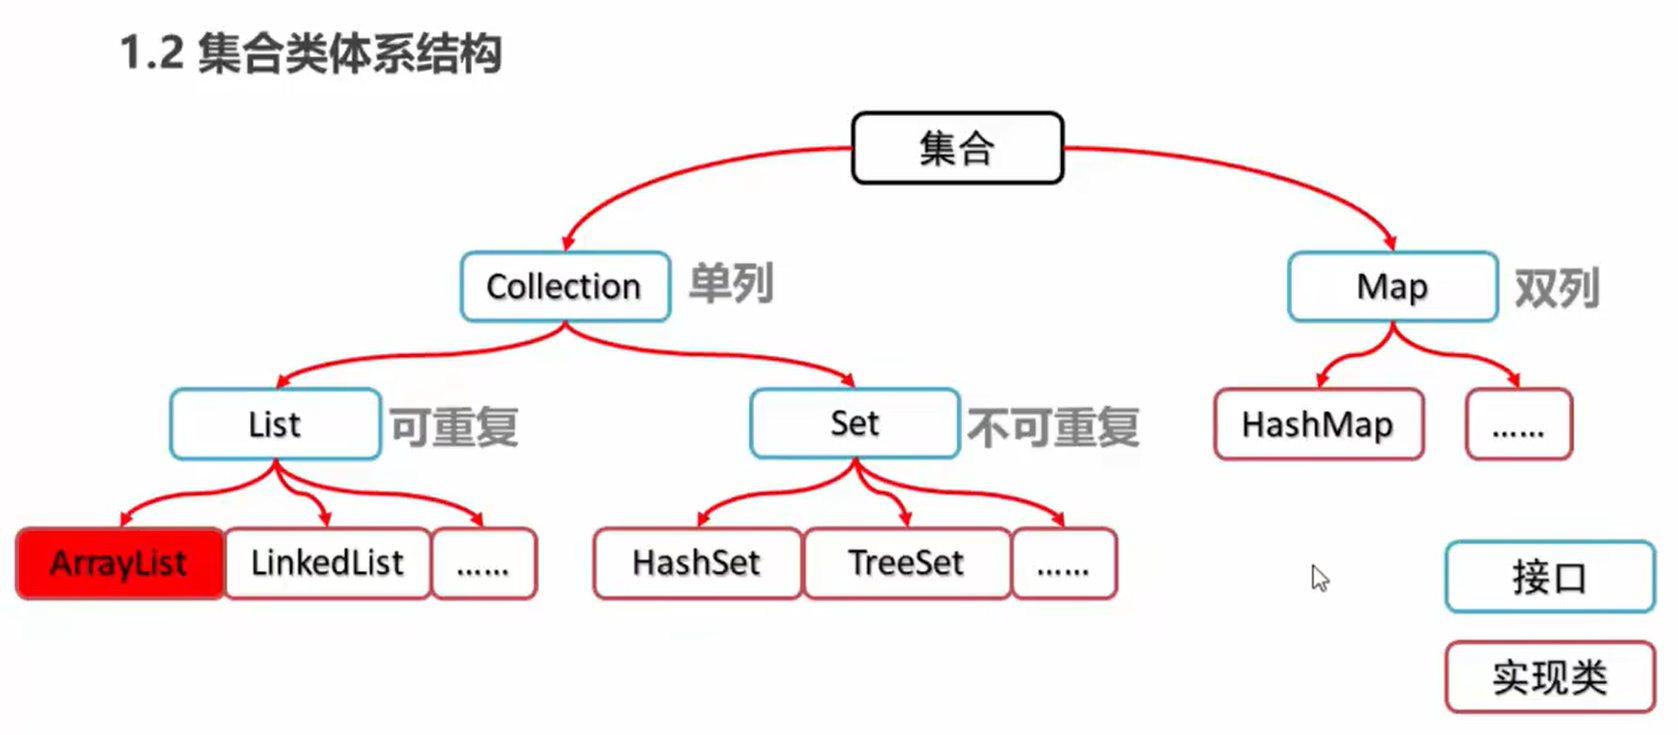 1.2 集合类体系结构
集合
Collection 单列
Map 双列
List 可重复
Set 不可重复
HashMap
……
ArrayList
LinkedList
……
HashSet
TreeSet
……
接口
实现类